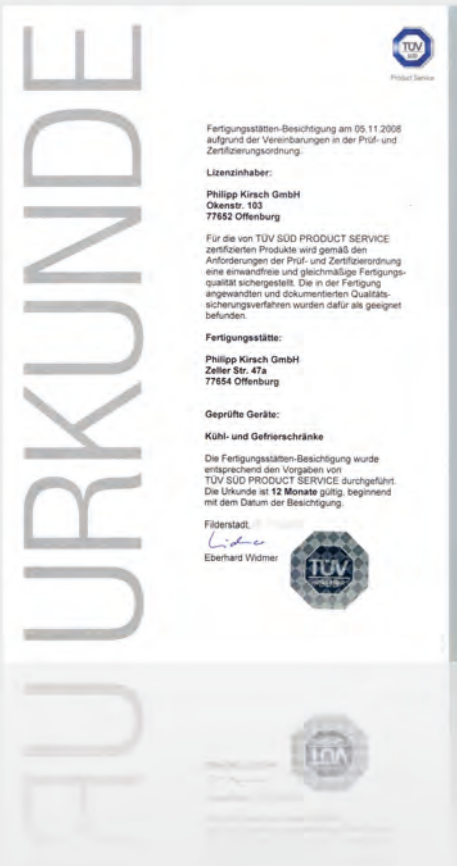 URKUNDE
TÜV
SÜD
Product Service
Fertigungsstätten-Besichtigung am 05.11.2008
aufgrund der Vereinbarungen in der Prüf- und
Zertifizierungsordnung.
Lizenzinhaber:
Philipp Kirsch GmbH
Okenstr. 103
77652 Offenburg
Für die von TÜV SÜD PRODUCT SERVICE
zertifizierten Produkte wird gemäß den
Anforderungen der Prüf- und Zertifizierordnung
eine einwandfreie und gleichmäßige Fertigungs-
qualität sichergestellt. Die in der Fertigung
angewandten und dokumentierten Qualitäts-
sicherungsverfahren wurden dafür als geeignet
befunden.
Fertigungsstätte:
Philipp Kirsch GmbH
Zeller Str. 47a
77654 Offenburg
Geprüfte Geräte:
Kühl- und Gefrierschränke
Die Fertigungsstätten-Besichtigung wurde
entsprechend den Vorgaben von
TÜV SÜD PRODUCT SERVICE durchgeführt.
Die Urkunde ist 12 Monate gültig, beginnend
mit dem Datum der Besichtigung.
Filderstadt,
Widmer
Eberhard Widmer
TÜV